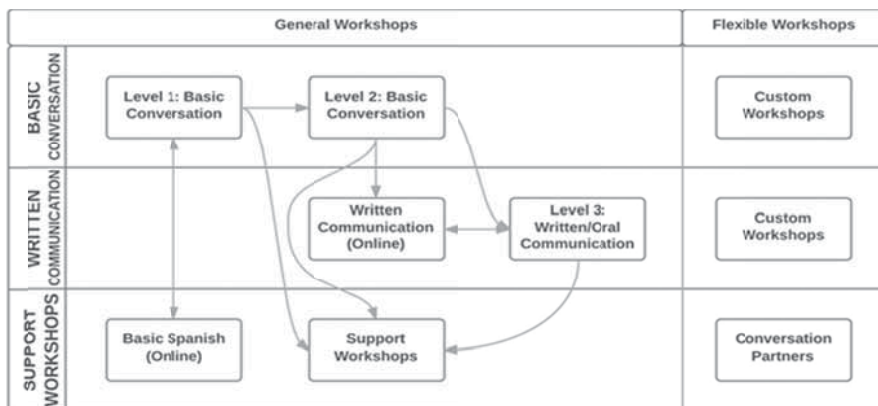 General Workshops
Flexible Workshops
BASIC
CONVERSATION
Level 1: Basic
Conversation
Level 2: Basic
Conversation
Custom
Workshops
WRITTEN
COMMUNICATION
Written
Communication
(Online)
Level 3:
Written/Oral
Communication
Custom
Workshops
SUPPORT
WORKSHOPS
Basic Spanish
(Online)
Support
Workshops
Conversation
Partners